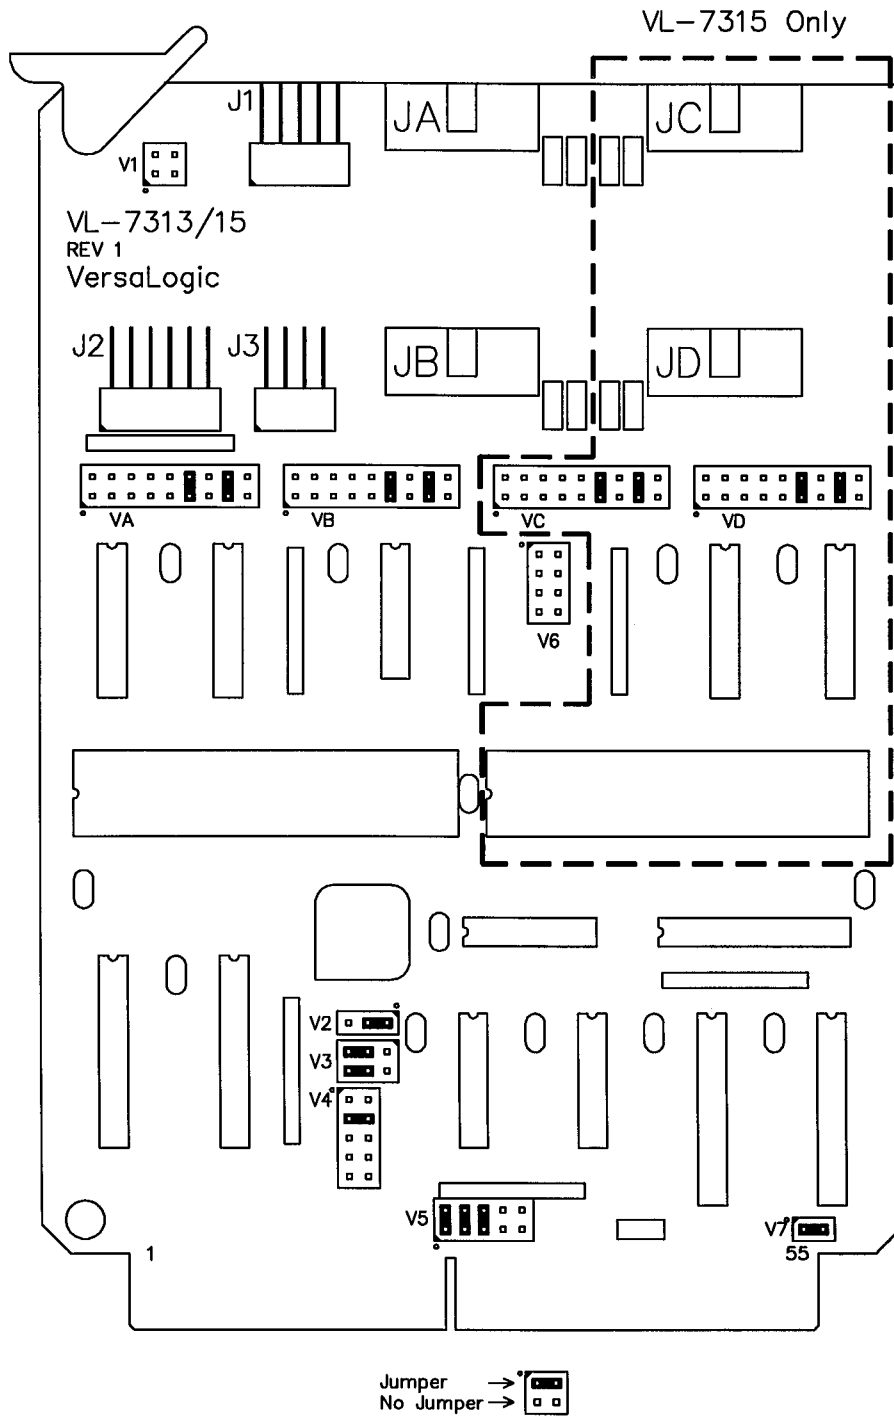 VL-7315 Only
J1
JA
JC
V1
VL-7313/15
REV 1
VersaLogic
J2
J3
JB
JD
VA
VB
VC
VD
V6
V2
V3
V4
V5
V7
1
55
Jumper
No Jumper